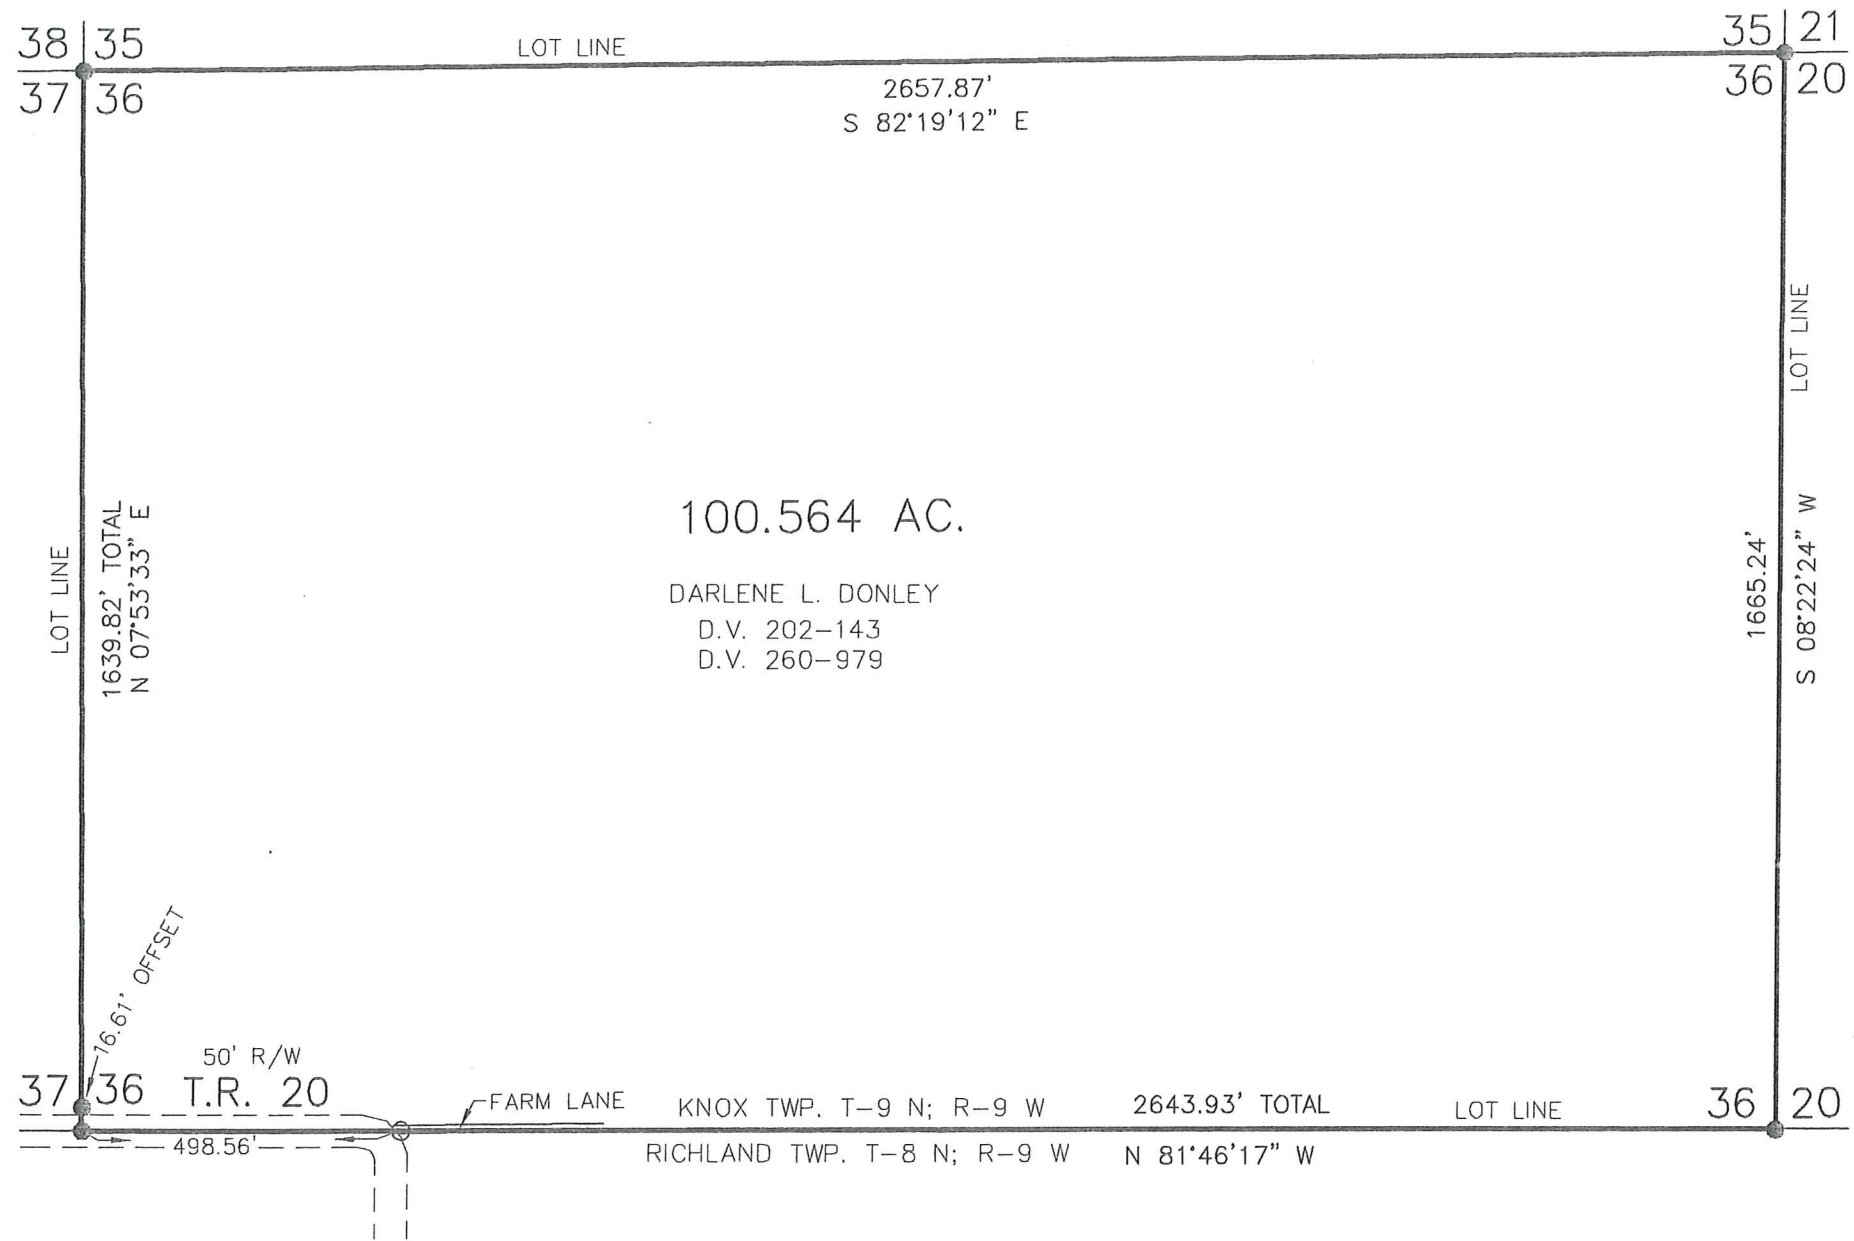 38 35
37 36
LOT LINE
2657.87'
S 82°19'12" E
35 21
36 20
LOT LINE
1639.82' TOTAL
N 07°53'33" E
100.564 AC.
DARLENE L. DONLEY
D.V. 202-143
D.V. 260-979
LOT LINE
1665.24'
S 08°22'24" W
16.61' OFFSET
37 36
50' R/W
T.R. 20
498.56'
FARM LANE
KNOX TWP. T-9 N; R-9 W
2643.93' TOTAL
LOT LINE
36 20
RICHLAND TWP. T-8 N; R-9 W
N 81°46'17" W